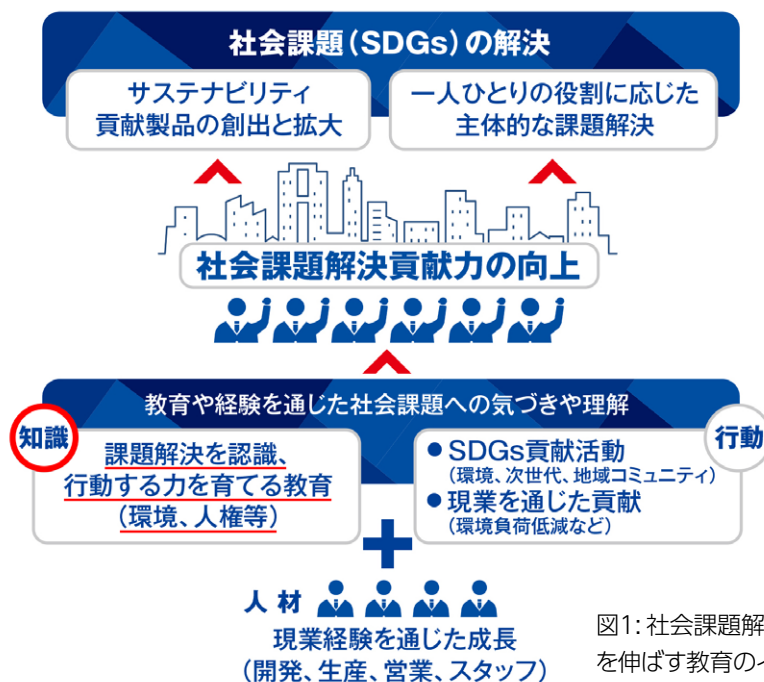 社会課題(SDGs)の解決
サステナビリティ
貢献製品の創出と拡大
一人ひとりの役割に応じた
主体的な課題解決
社会課題解決貢献力の向上
教育や経験を通じた社会課題への気づきや理解
知識
課題解決を認識、
行動する力を育てる教育
(環境、人権等)
行動
●SDGs貢献活動
(環境、次世代、地域コミュニティ)
●現業を通じた貢献
(環境負荷低減など)
人材
現業経験を通じた成長
(開発、生産、営業、スタッフ)
図1:社会課題解
を伸ばす教育の